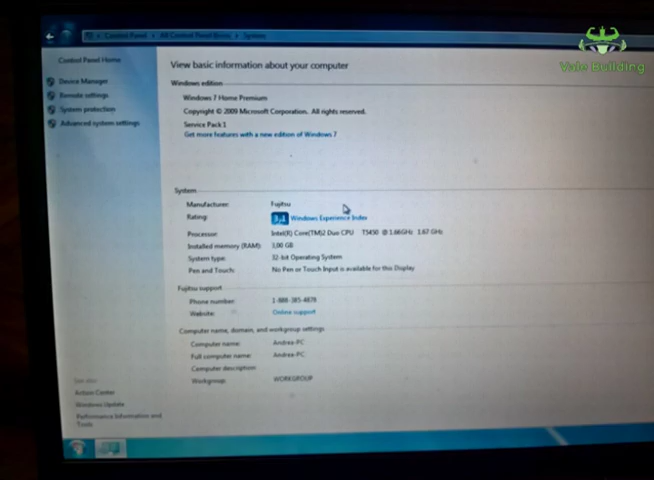 Control Panel All Control Panel Items System
Vale Building
Control Panel Home
View basic information about your computer
Device Manager
Windows edition
Remote settings
Windows 7 Home Premium
System protection
Copyright © 2009 Microsoft Corporation. All rights reserved.
Advanced system settings
Service Pack 1
Get more features with a new edition of Windows 7
System
Manufacturer: Fujitsu
Rating: 3,1 Windows Experience Index
Processor: Intel(R) Core(TM)2 Duo CPU T5450 @ 1.66GHz 1.67 GHz
Installed memory (RAM): 3,00 GB
System type: 32-bit Operating System
Pen and Touch: No Pen or Touch Input is available for this Display
Fujitsu support
Phone number: 1-800-385-4878
Website: Online support
Computer name, domain, and workgroup settings
Computer name: Andrea-PC
Full computer name: Andrea-PC
Computer description:
Workgroup: WORKGROUP
See also
Action Center
Windows Update
Performance Information and
Tools